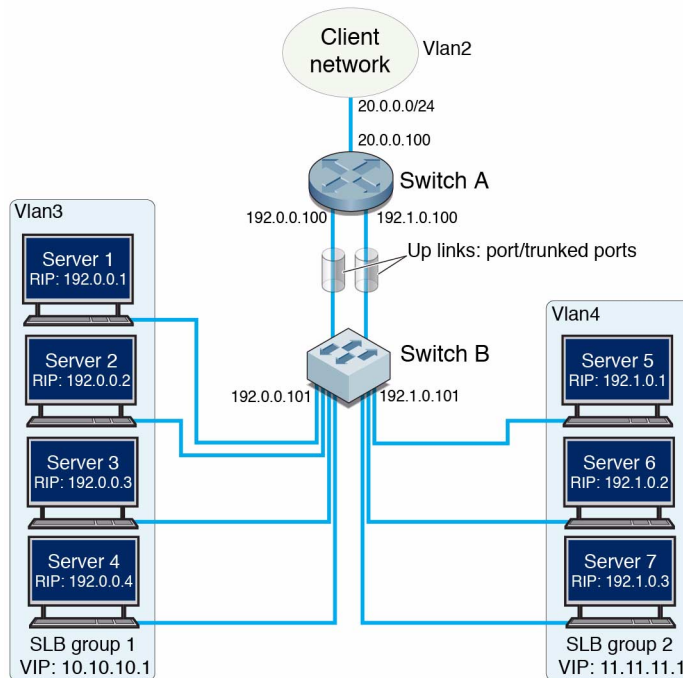 Client
network
Vlan2
20.0.0.0/24
20.0.0.100
Switch A
192.0.0.100
192.1.0.100
Up links: port/trunked ports
Vlan3
Server 1
RIP: 192.0.0.1
Server 2
RIP: 192.0.0.2
Server 3
RIP: 192.0.0.3
Server 4
RIP: 192.0.0.4
SLB group 1
VIP: 10.10.10.1
Switch B
192.0.0.101
192.1.0.101
Vlan4
Server 5
RIP: 192.1.0.1
Server 6
RIP: 192.1.0.2
Server 7
RIP: 192.1.0.3
SLB group 2
VIP: 11.11.11.1